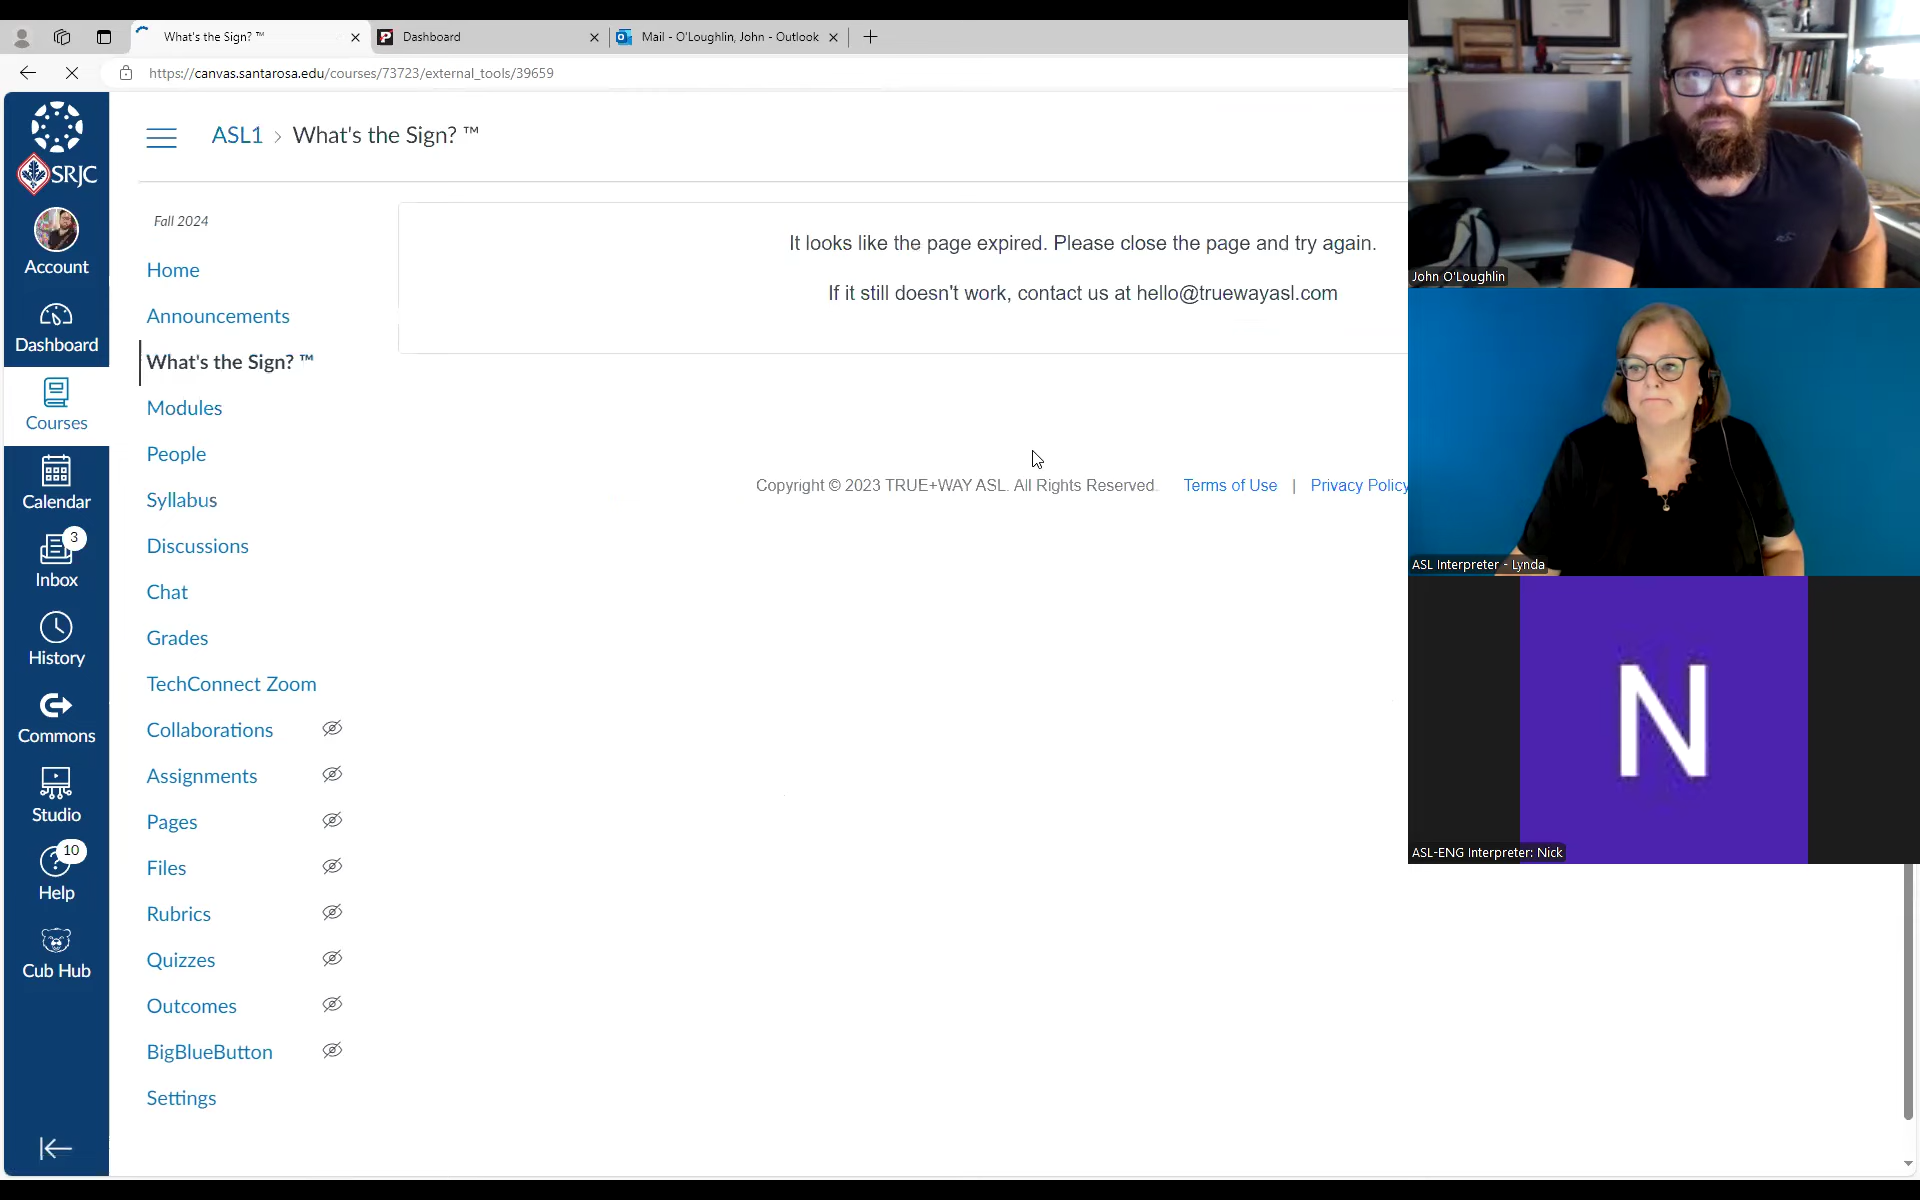 What's the Sign? ™
Dashboard
Mail - O'Loughlin, John - Outlook
https://canvas.santarosa.edu/courses/73723/external_tools/39659
SRJC
Account
Dashboard
Courses
Calendar
3
Inbox
History
Commons
Studio
10
Help
Cub Hub
ASL1 › What's the Sign? ™
Fall 2024
Home
Announcements
What's the Sign? ™
Modules
People
Syllabus
Discussions
Chat
Grades
TechConnect Zoom
Collaborations
Assignments
Pages
Files
Rubrics
Quizzes
Outcomes
BigBlueButton
Settings
It looks like the page expired. Please close the page and try again.
If it still doesn't work, contact us at hello@truewayasl.com
Copyright © 2023 TRUE+WAY ASL. All Rights Reserved. Terms of Use | Privacy Policy
John O'Loughlin
ASL Interpreter - Lynda
N
ASL-ENG Interpreter: Nick